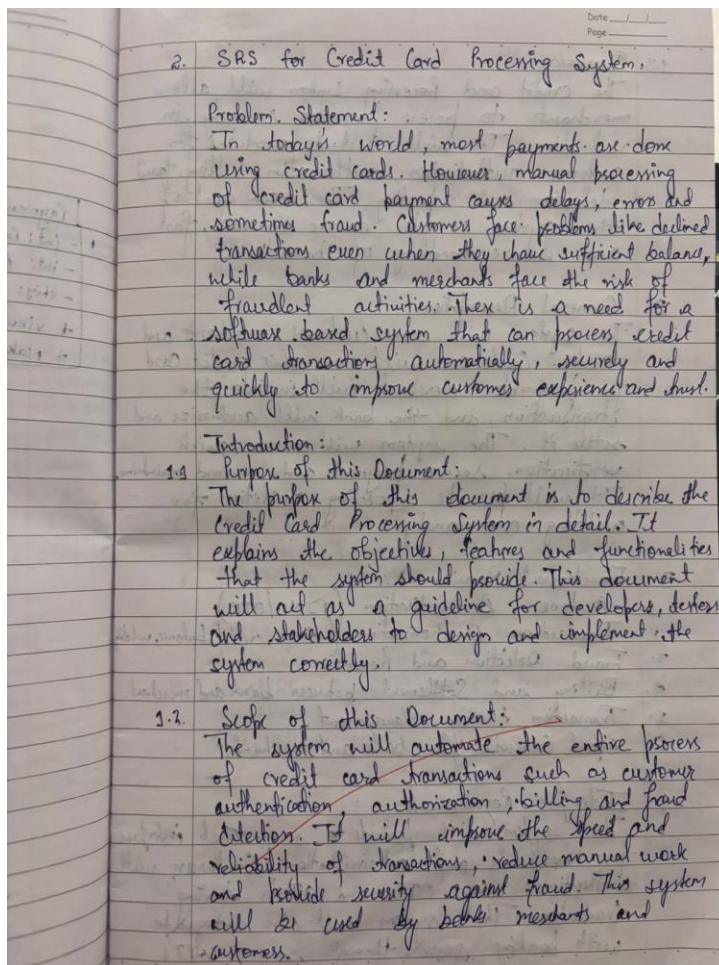 Date __/__/__
Page ______
2. SRS for Credit Card Processing System.
Problem Statement:
In today's world, most payments are done
using credit cards. However, manual processing
of credit card payment causes delays, errors and
sometimes fraud. Customers face problems like declined
transactions even when they have sufficient balance,
while banks and merchants face the risk of
fraudlent activities. There is a need for a
software based system that can process credit
card transactions automatically, securely and
quickly to improve customer experience and trust.
Introduction:
1.1 Purpose of this Document:
The purpose of this document is to describe the
Credit Card Processing System in detail. It
explains the objectives, features and functionalities
that the system should provide. This document
will act as a guideline for developers, testers
and stakeholders to design and implement the
system correctly.
1.2. Scope of this Document:
The system will automate the entire process
of credit card transactions such as customer
authentication, authorization, billing, and fraud
detection. It will improve the speed and
reliability of transactions, reduce manual work
and provide security against fraud. This system
will be used by banks merchants and
customers.